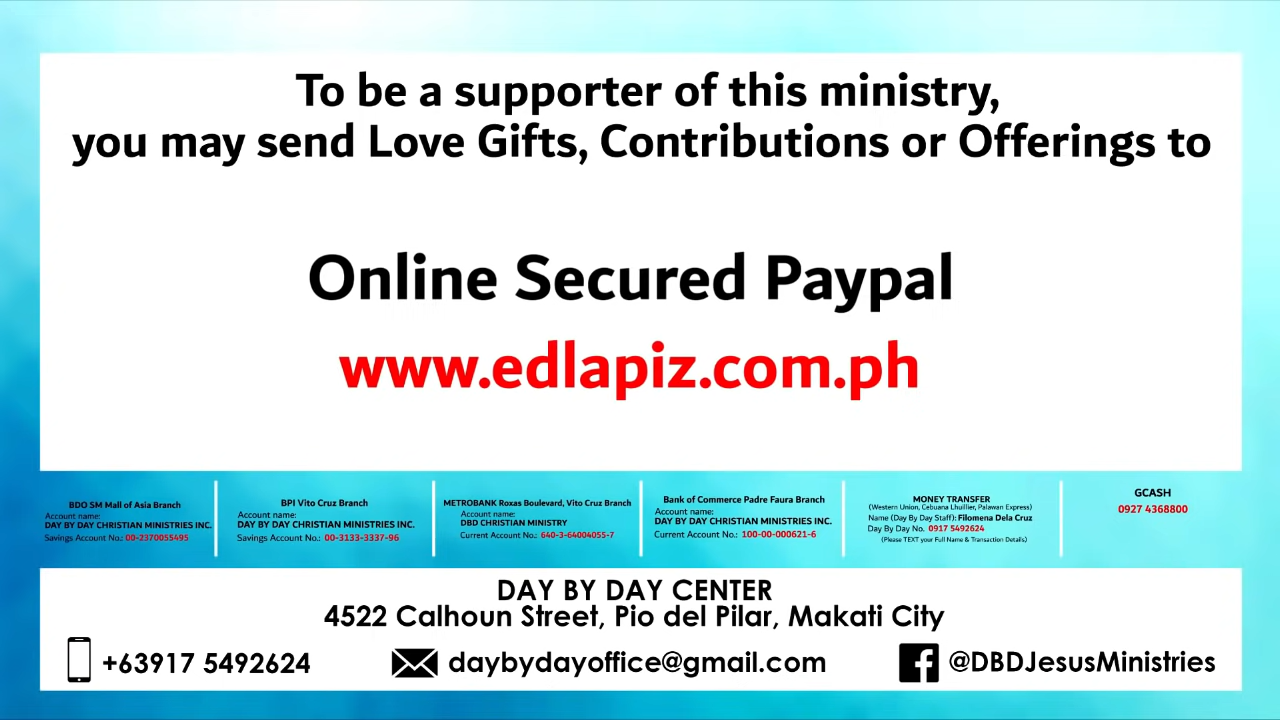 To be a supporter of this ministry,
you may send Love Gifts, Contributions or Offerings to
Online Secured Paypal
www.edlapiz.com.ph
BDO SM Mall of Asia Branch
Account name:
DAY BY DAY CHRISTIAN MINISTRIES INC.
Savings Account No.: 00-2370055495
BPI Vito Cruz Branch
Account name:
DAY BY DAY CHRISTIAN MINISTRIES INC.
Savings Account No.: 00-3133-3337-96
METROBANK Roxas Boulevard, Vito Cruz Branch
Account name:
DBD CHRISTIAN MINISTRY
Current Account No.: 640-3-64004055-7
Bank of Commerce Padre Faura Branch
Account name:
DAY BY DAY CHRISTIAN MINISTRIES INC.
Current Account No.: 100-00-000621-6
MONEY TRANSFER
(Western Union, Cebuana Lhuillier, Palawan Express)
Name (Day By Day Staff): Filomena Dela Cruz
Day By Day No. 0917 5492624
(Please TEXT your Full Name & Transaction Details)
GCASH
0927 4368800
DAY BY DAY CENTER
4522 Calhoun Street, Pio del Pilar, Makati City
+63917 5492624
daybydayoffice@gmail.com
@DBDJesusMinistries